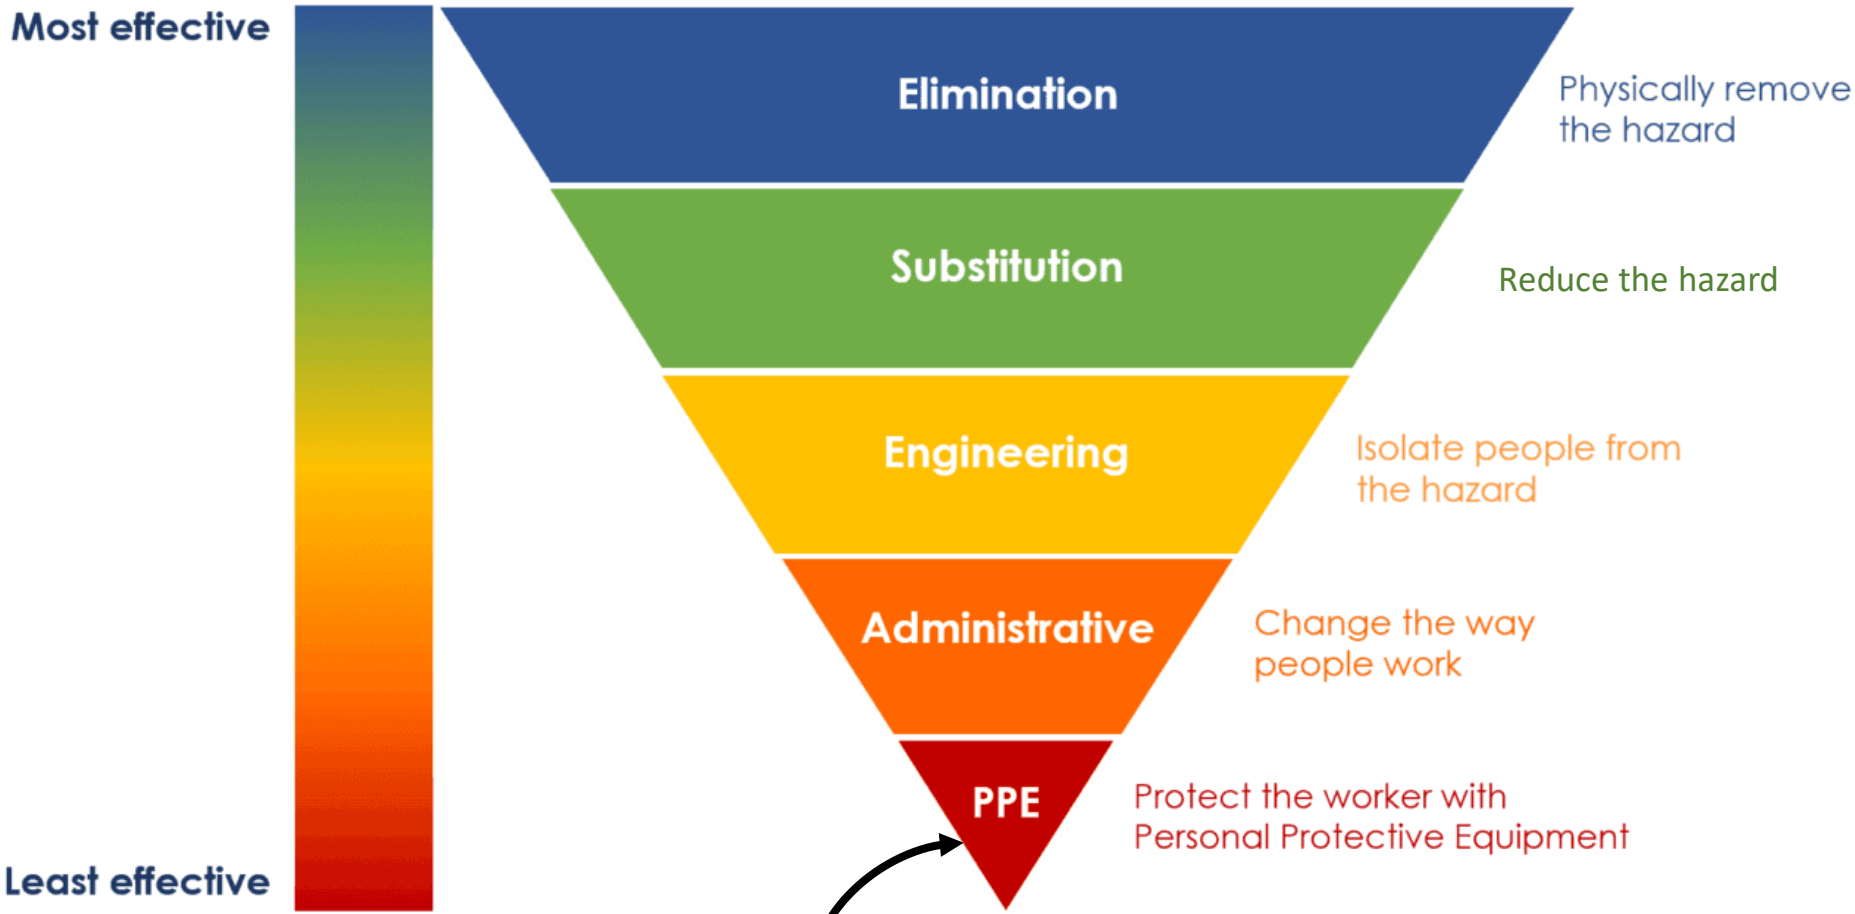 Most effective
Elimination
Physically remove
the hazard
Substitution
Reduce the hazard
Engineering
Isolate people from
the hazard
Administrative
Change the way
people work
PPE
Protect the worker with
Personal Protective Equipment
Least effective